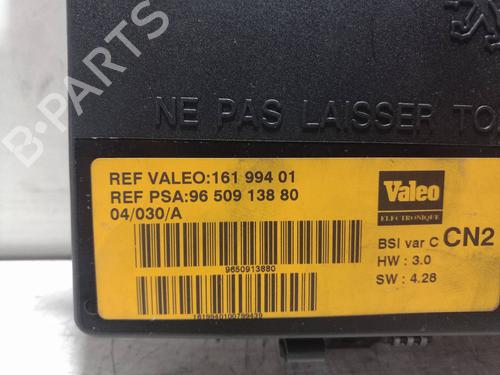 NE PAS LAISSER TO
REF VALEO:161 994 01
REF PSA:96 509 138 80
04/030/A
Valeo
ELECTRONIQUE
BSI var C CN2
HW : 3.0
SW : 4.28
9650913880
B-PARTS